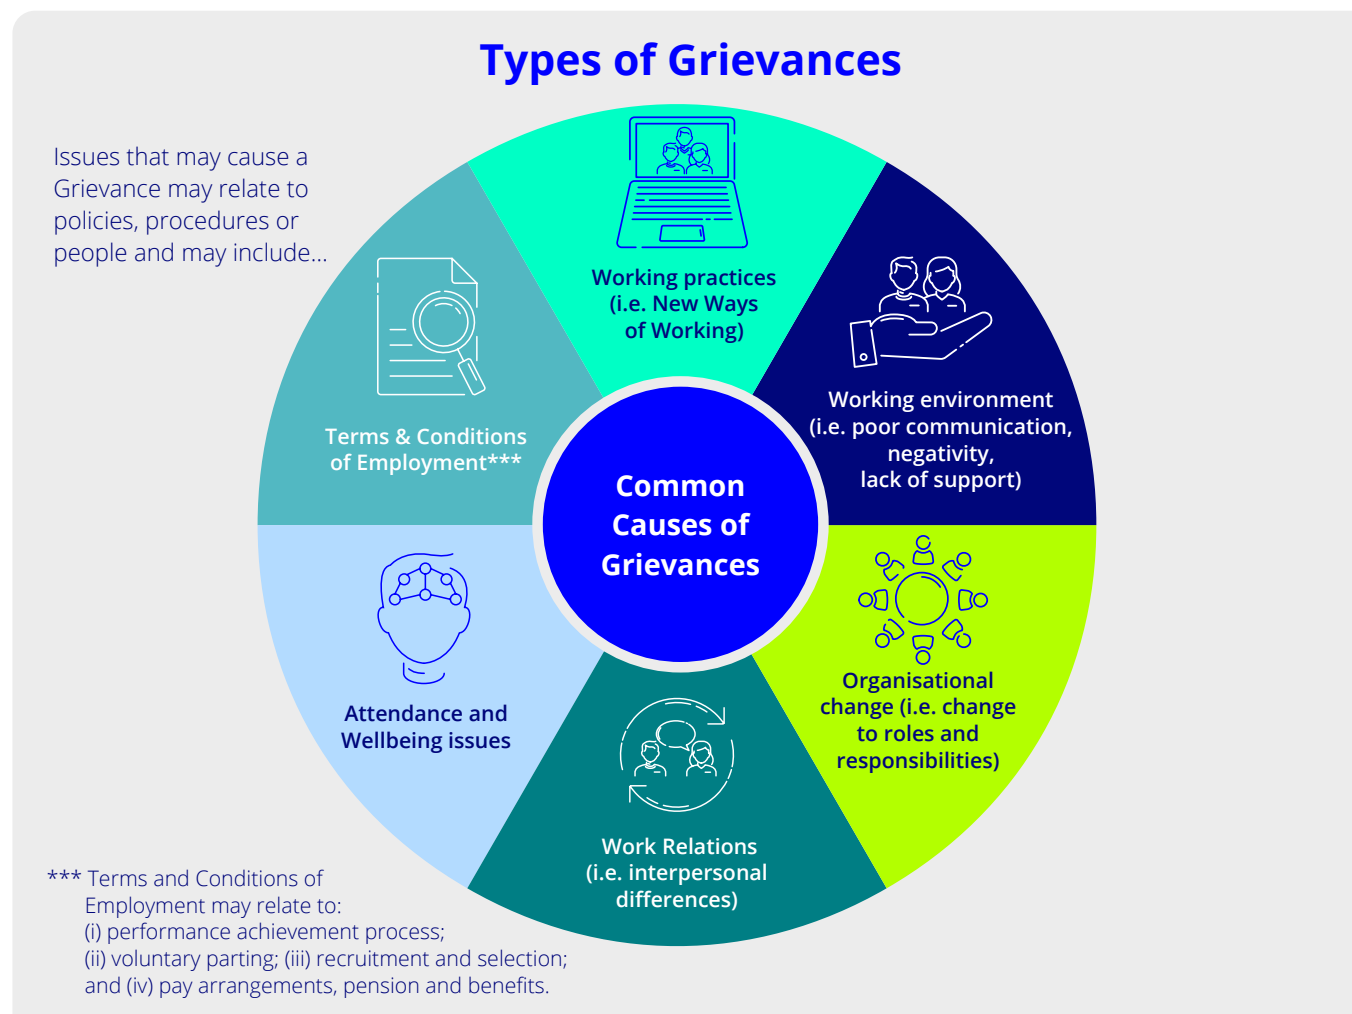 Types of Grievances
Issues that may cause a
Grievance may relate to
policies, procedures or
people and may include...
Working practices
(i.e. New Ways
of Working)
Working environment
(i.e. poor communication,
negativity,
lack of support)
Terms & Conditions
of Employment***
Common
Causes of
Grievances
Organisational
change (i.e. change
to roles and
responsibilities)
Attendance and
Wellbeing issues
Work Relations
(i.e. interpersonal
differences)
*** Terms and Conditions of
Employment may relate to:
(i) performance achievement process;
(ii) voluntary parting; (iii) recruitment and selection;
and (iv) pay arrangements, pension and benefits.